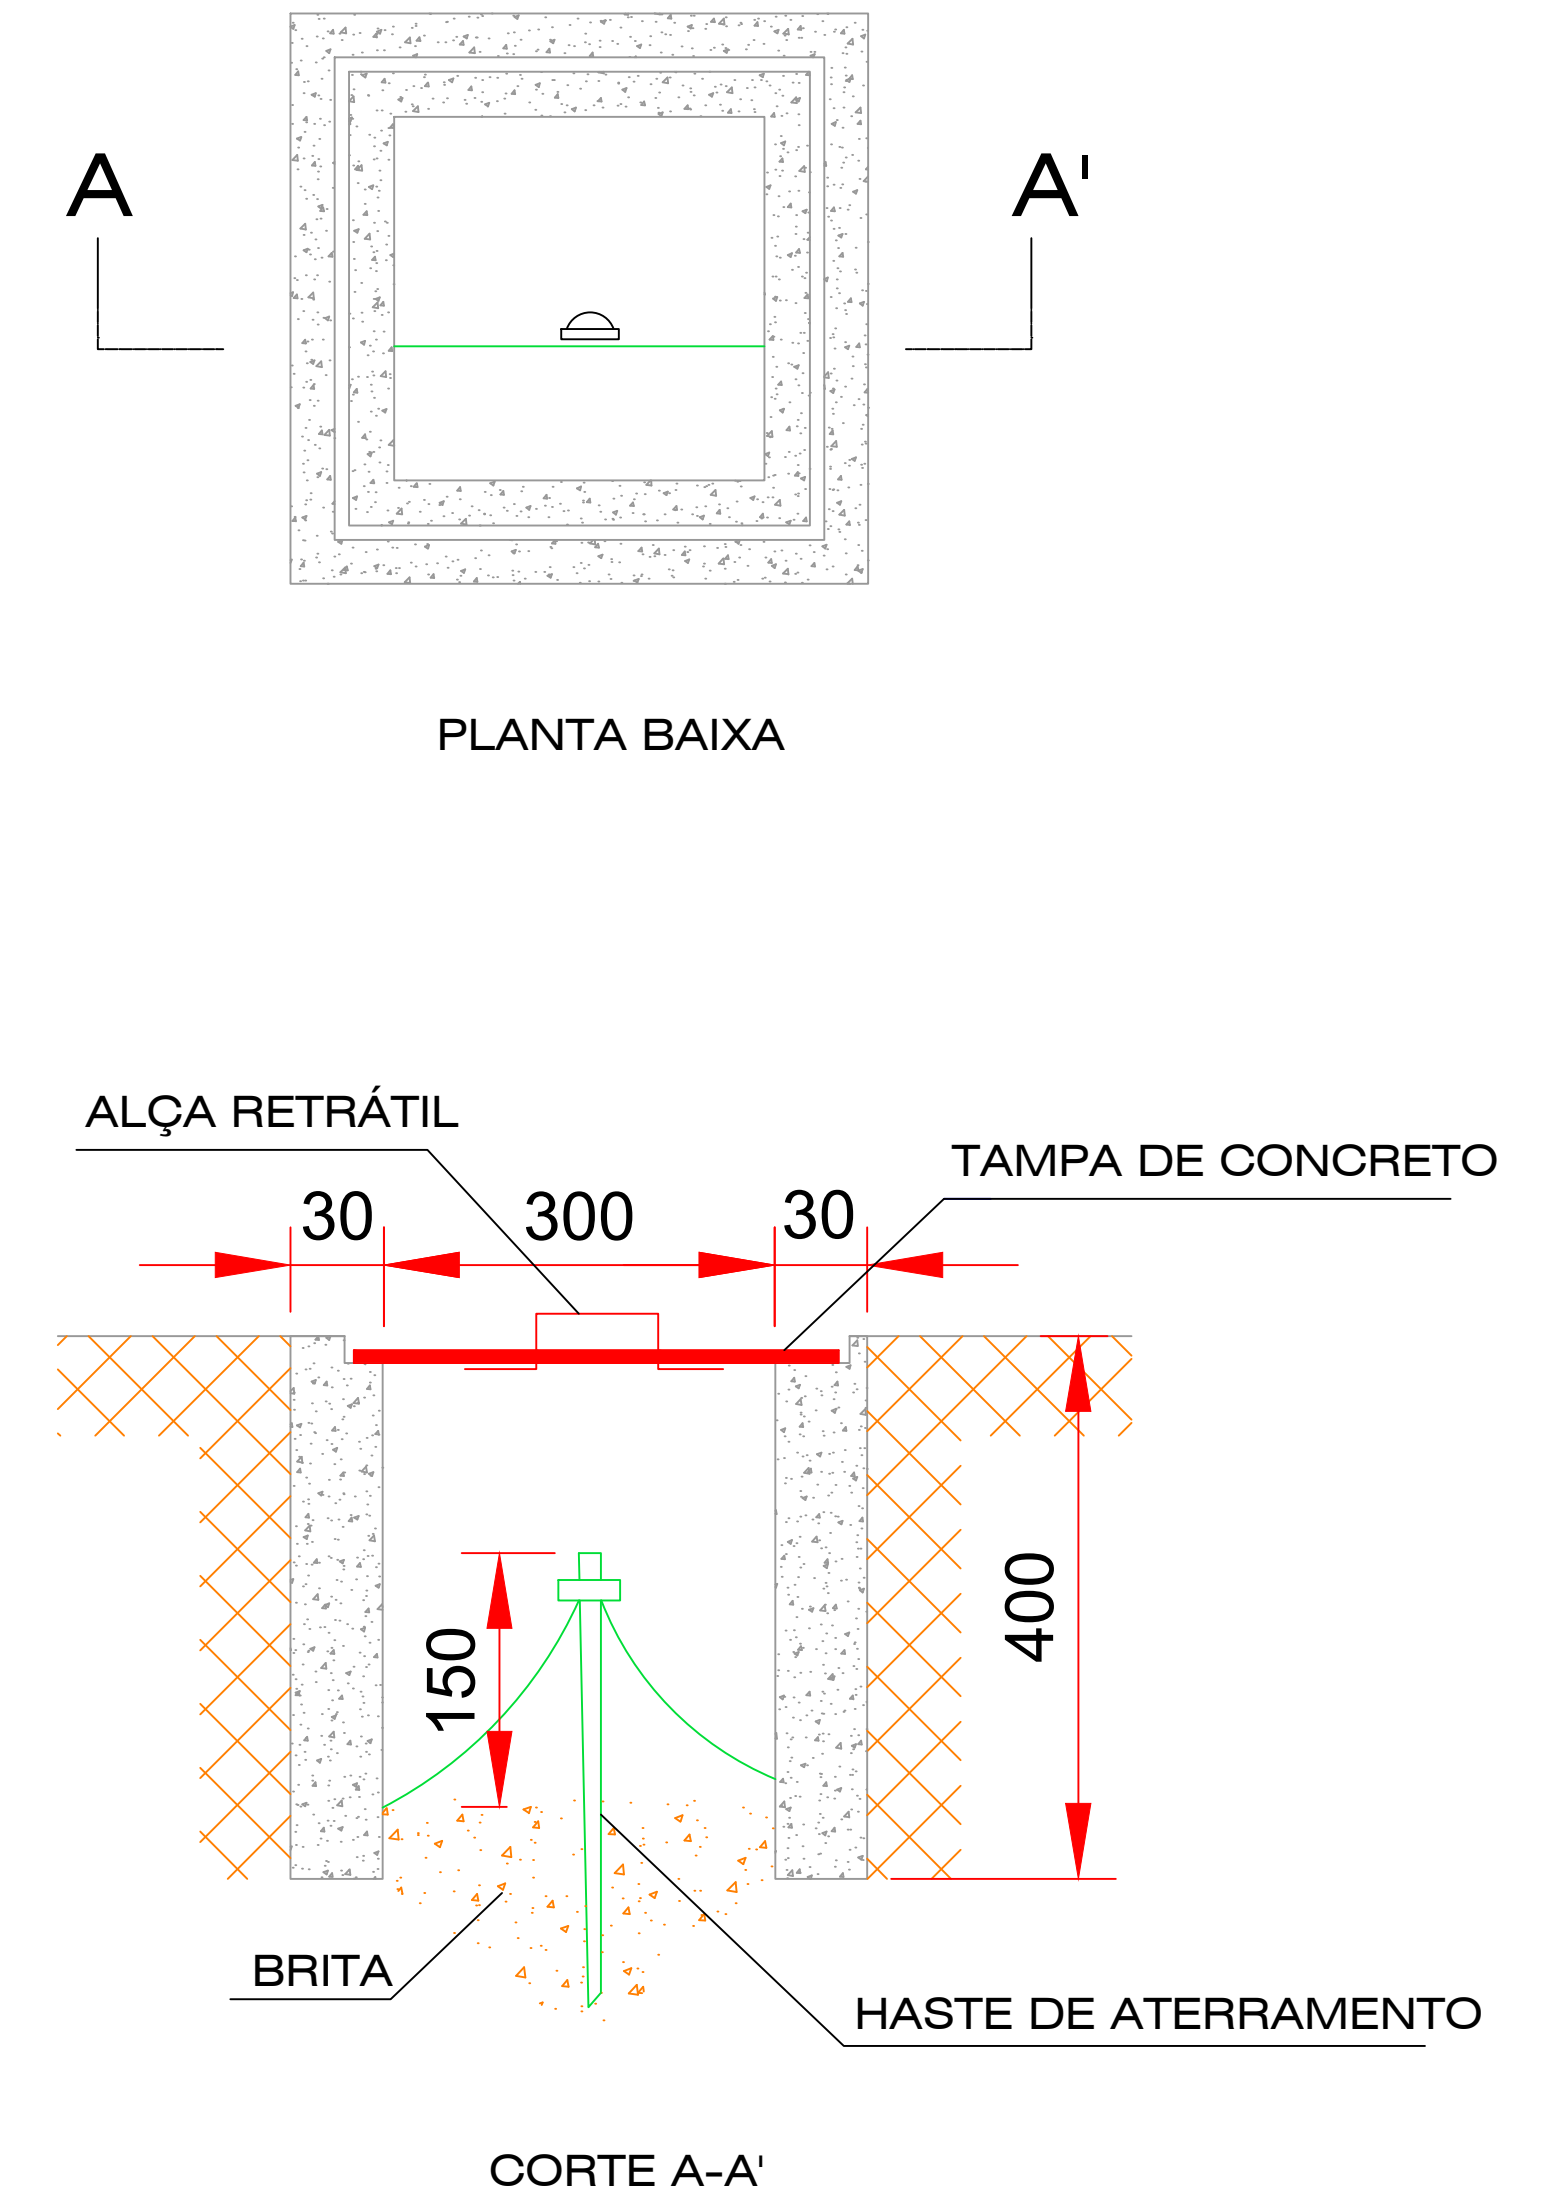 A
A'
PLANTA BAIXA
ALÇA RETRÁTIL
TAMPA DE CONCRETO
30
300
30
400
150
BRITA
HASTE DE ATERRAMENTO
CORTE A-A'